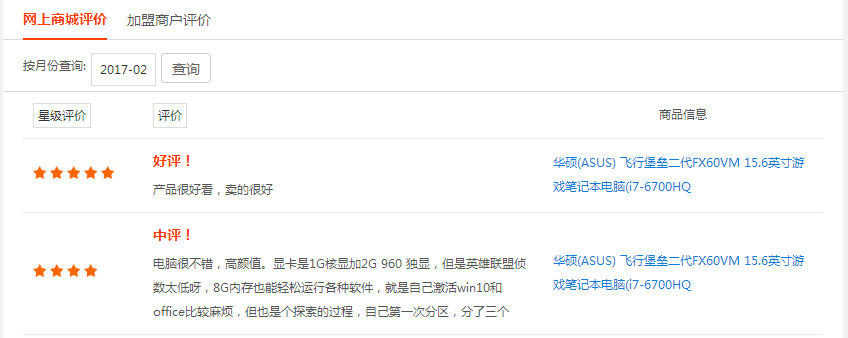 网上商城评价 加盟商户评价
按月份查询: 2017-02 查询
星级评价 评价 商品信息
好评！
产品很好看，卖的很好
华硕(ASUS) 飞行堡垒二代FX60VM 15.6英寸游
戏笔记本电脑(i7-6700HQ
中评！
电脑很不错，高颜值。显卡是1G核显加2G 960 独显，但是英雄联盟侦
数太低呀，8G内存也能轻松运行各种软件，就是自己激活win10和
office比较麻烦，但也是个探索的过程，自己第一次分区，分了三个
华硕(ASUS) 飞行堡垒二代FX60VM 15.6英寸游
戏笔记本电脑(i7-6700HQ